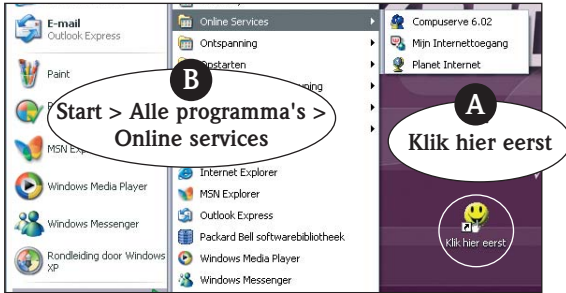 E-mail
Outlook Express
Paint
MSN Exp
Windows Media Player
Windows Messenger
Rondleiding door Windows
XP
Online Services
Ontspanning
Opstarten
B
Start > Alle programma's >
Online services
Internet Explorer
MSN Explorer
Outlook Express
Packard Bell softwarebibliotheek
Windows Media Player
Windows Messenger
Compuserve 6.02
Mijn Internettoegang
Planet Internet
A
Klik hier eerst
Klik hier eerst